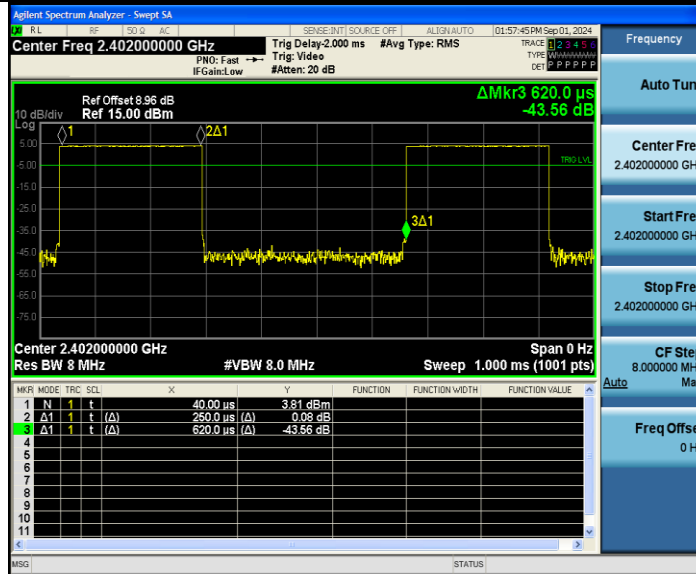 Agilent Spectrum Analyzer - Swept SA
RL RF 50 Ω AC SENSE:INT SOURCE OFF ALIGN AUTO 01:57:45 PM Sep 01, 2024
Center Freq 2.402000000 GHz
PNO: Fast
IFGain:Low
Trig Delay-2.000 ms
Trig: Video
#Atten: 20 dB
#Avg Type: RMS
TRACE 1 2 3 4 5 6
TYPE WWWWWW
DET P P P P P P
ΔMkr3 620.0 µs
-43.56 dB
Ref Offset 8.96 dB
10 dB/div Ref 15.00 dBm
Log
1
2Δ1
5.00
TRIG LVL
-5.00
-15.0
-25.0
3Δ1
-35.0
-45.0
-55.0
-65.0
-75.0
Center 2.402000000 GHz Span 0 Hz
Res BW 8 MHz #VBW 8.0 MHz Sweep 1.000 ms (1001 pts)
MKR MODE TRC SCL X Y FUNCTION FUNCTION WIDTH FUNCTION VALUE
1 N 1 t 40.00 µs 3.81 dBm
2 Δ1 1 t (Δ) 250.0 µs (Δ) 0.08 dB
3 Δ1 1 t (Δ) 620.0 µs (Δ) -43.56 dB
4
5
6
7
8
9
10
11
MSG STATUS
Frequency
Auto Tun
Center Fre
2.402000000 GH
Start Fre
2.402000000 GH
Stop Fre
2.402000000 GH
CF Ste
8.000000 MH
Auto Ma
Freq Offse
0 H